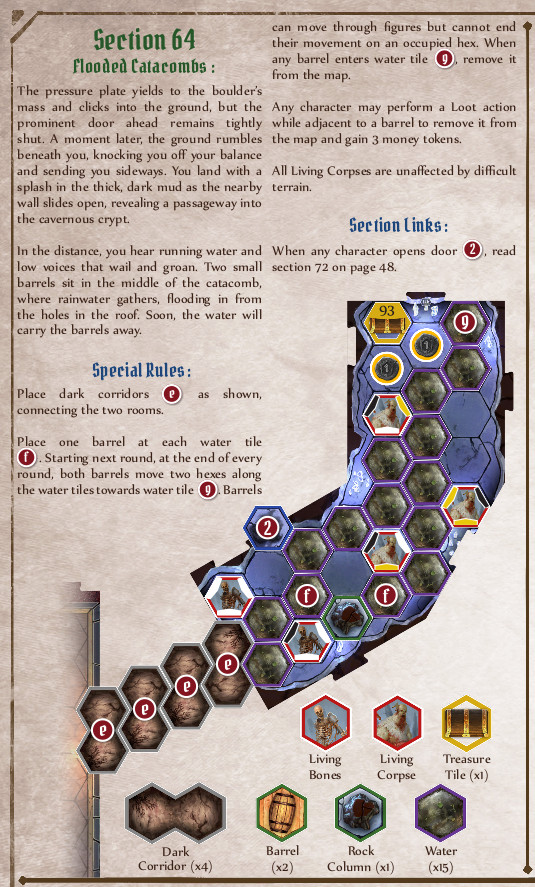 Section 64
Flooded Catacombs :
The pressure plate yields to the boulder's
mass and clicks into the ground, but the
prominent door ahead remains tightly
shut. A moment later, the ground rumbles
beneath you, knocking you off your balance
and sending you sideways. You land with a
splash in the thick, dark mud as the nearby
wall slides open, revealing a passageway into
the cavernous crypt.
In the distance, you hear running water and
low voices that wail and groan. Two small
barrels sit in the middle of the catacomb,
where rainwater gathers, flooding in from
the holes in the roof. Soon, the water will
carry the barrels away.
Special Rules :
Place dark corridors e as shown,
connecting the two rooms.
Place one barrel at each water tile
f . Starting next round, at the end of every
round, both barrels move two hexes along
the water tiles towards water tile g . Barrels
can move through figures but cannot end
their movement on an occupied hex. When
any barrel enters water tile g , remove it
from the map.
Any character may perform a Loot action
while adjacent to a barrel to remove it from
the map and gain 3 money tokens.
All Living Corpses are unaffected by difficult
terrain.
Section Links :
When any character opens door 2 , read
section 72 on page 48.
93
g
1
1
2
f
f
e
e
e
e
Living
Bones
Living
Corpse
Treasure
Tile (x1)
Dark
Corridor (x4)
Barrel
(x2)
Rock
Column (x1)
Water
(x15)